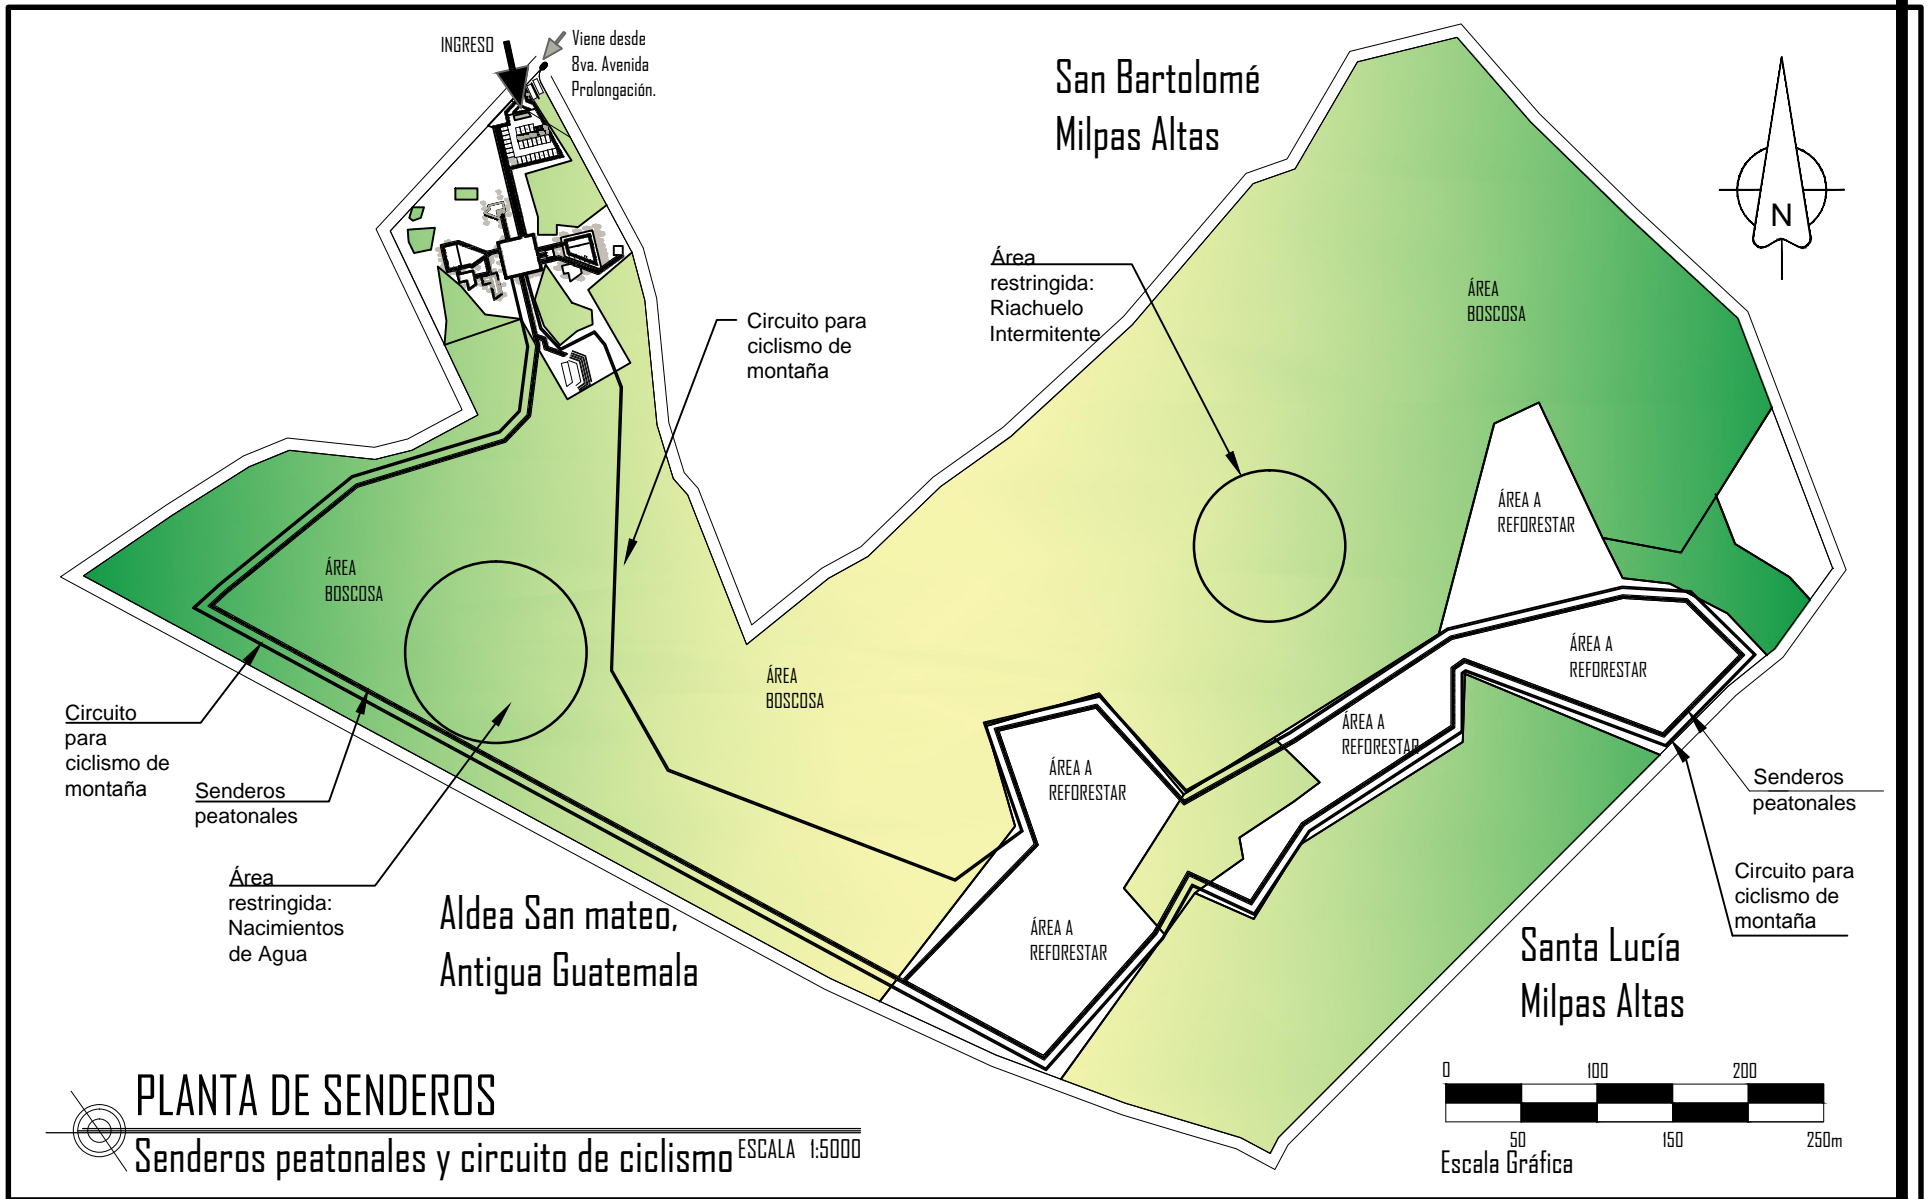 INGRESO
Viene desde
8va. Avenida
Prolongación.
San Bartolomé
Milpas Altas
N
Área
restringida:
Riachuelo
Intermitente
ÁREA
BOSCOSA
Circuito para
ciclismo de
montaña
ÁREA A
REFORESTAR
ÁREA
BOSCOSA
ÁREA A
REFORESTAR
ÁREA
BOSCOSA
ÁREA A
REFORESTAR
Circuito
para
ciclismo de
montaña
Senderos
peatonales
ÁREA A
REFORESTAR
Senderos
peatonales
Área
restringida:
Nacimientos
de Agua
Aldea San mateo,
Antigua Guatemala
ÁREA A
REFORESTAR
Circuito para
ciclismo de
montaña
Santa Lucía
Milpas Altas
PLANTA DE SENDEROS
Senderos peatonales y circuito de ciclismo ESCALA 1:5000
0 100 200
50 150 250m
Escala Gráfica